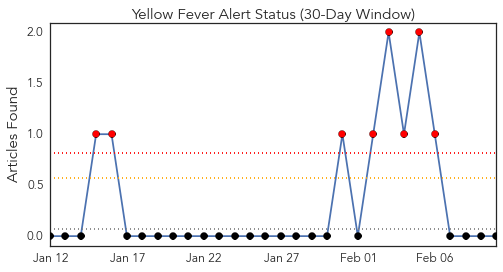 Yellow Fever Alert Status (30-Day Window)
Articles Found
2.0
1.5
1.0
0.5
0.0
Jan 12
Jan 17
Jan 22
Jan 27
Feb 01
Feb 06